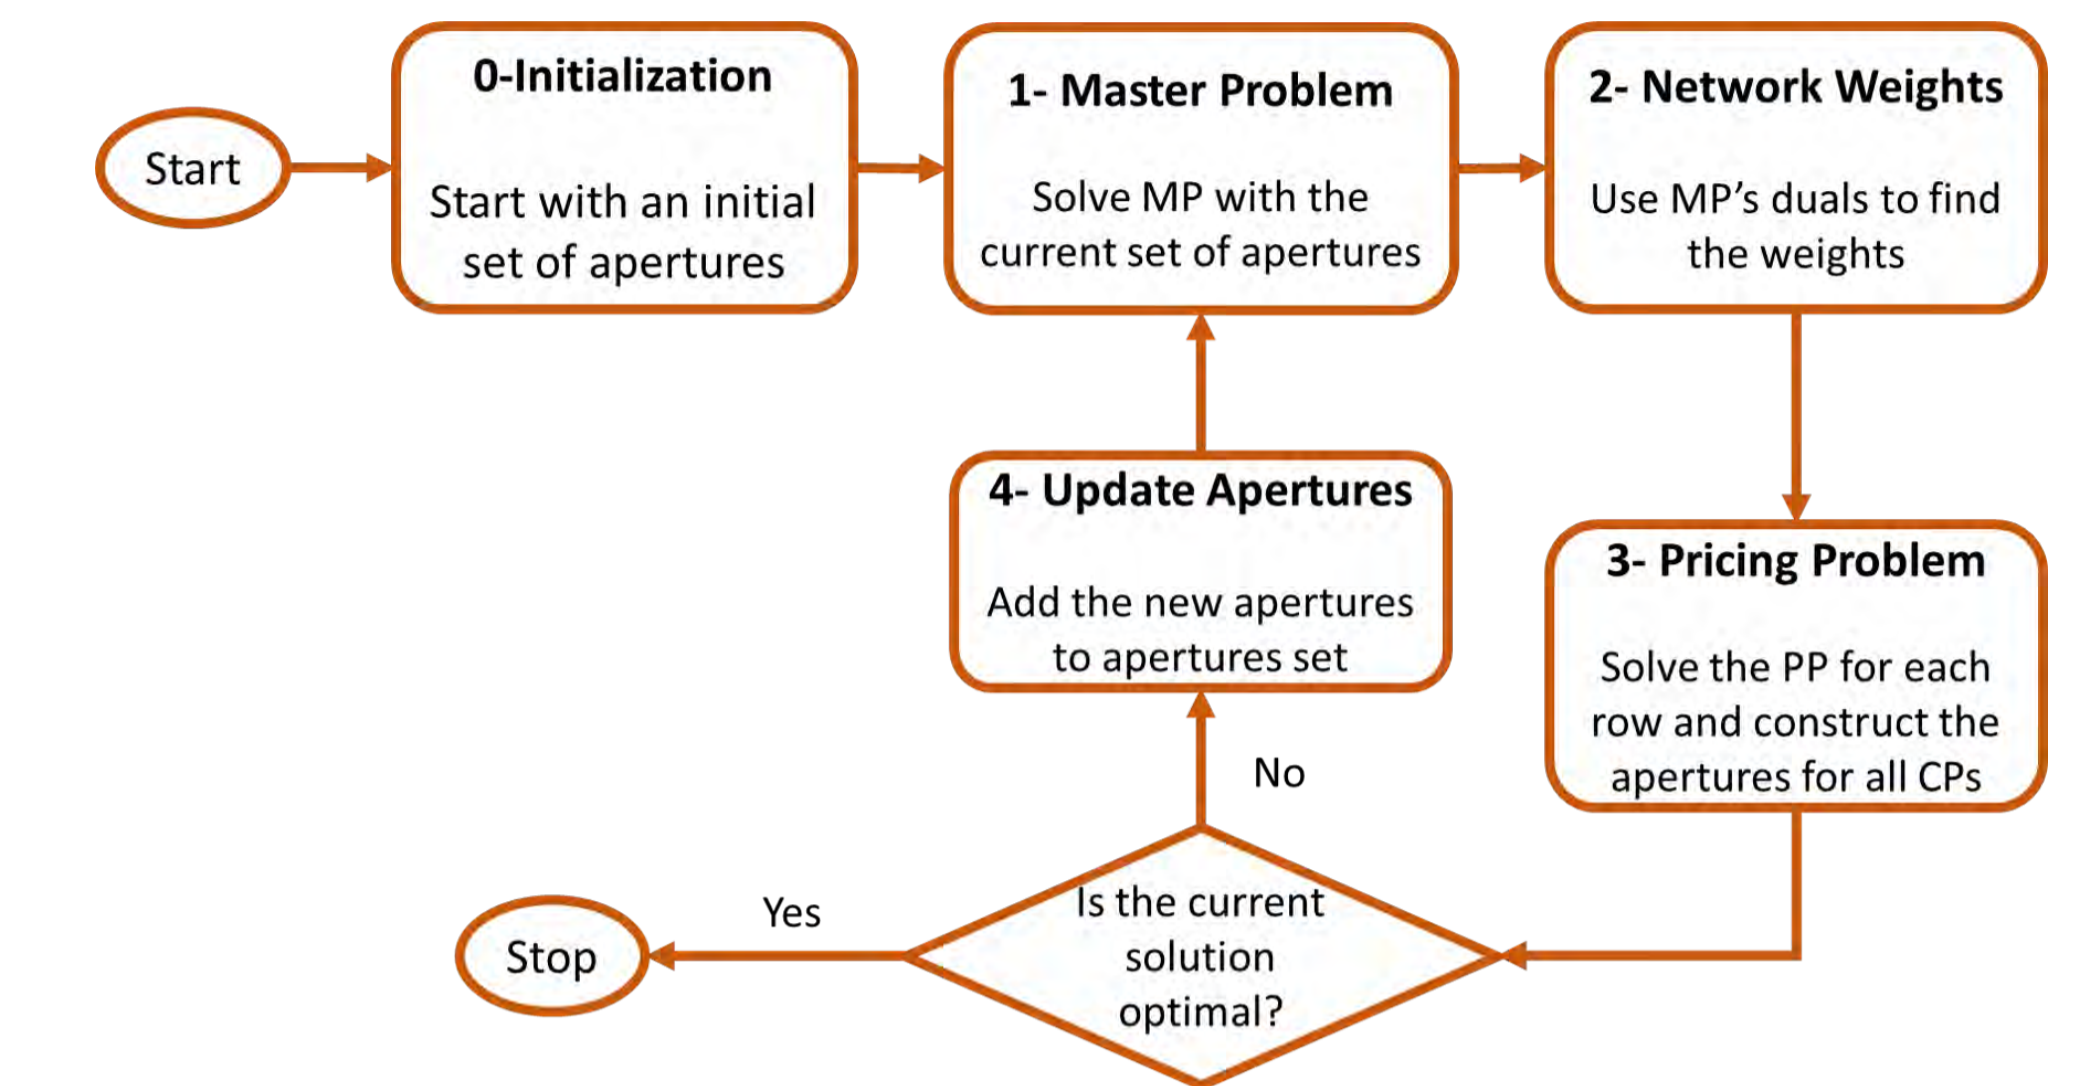 Start
0-Initialization
Start with an initial
set of apertures
1- Master Problem
Solve MP with the
current set of apertures
2- Network Weights
Use MP’s duals to find
the weights
3- Pricing Problem
Solve the PP for each
row and construct the
apertures for all CPs
Is the current
solution
optimal?
No
4- Update Apertures
Add the new apertures
to apertures set
Yes
Stop